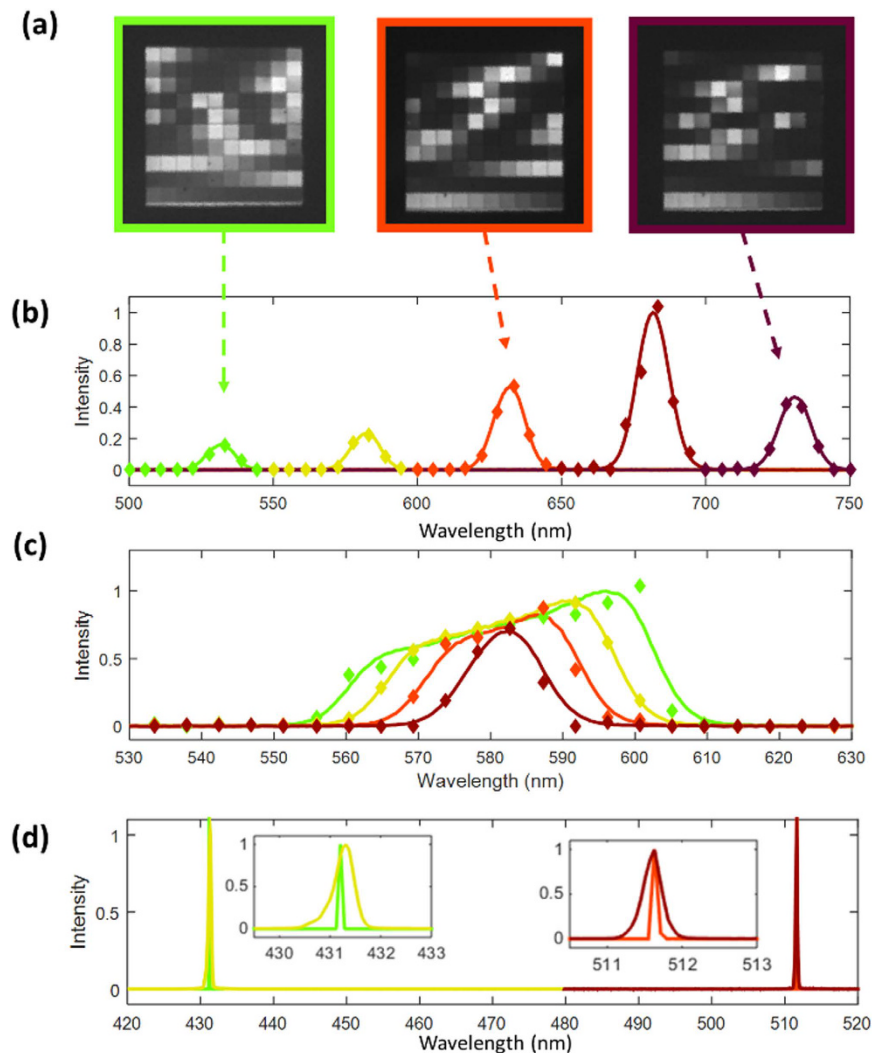 (a)
(b)
Intensity
1
0.8
0.6
0.4
0.2
0
500 550 600 650 700 750
Wavelength (nm)
(c)
Intensity
1
0.5
0
530 540 550 560 570 580 590 600 610 620 630
Wavelength (nm)
(d)
Intensity
1
0.5
0
1
0.5
0
430 431 432 433
1
0.5
0
511 512 513
420 430 440 450 460 470 480 490 500 510 520
Wavelength (nm)